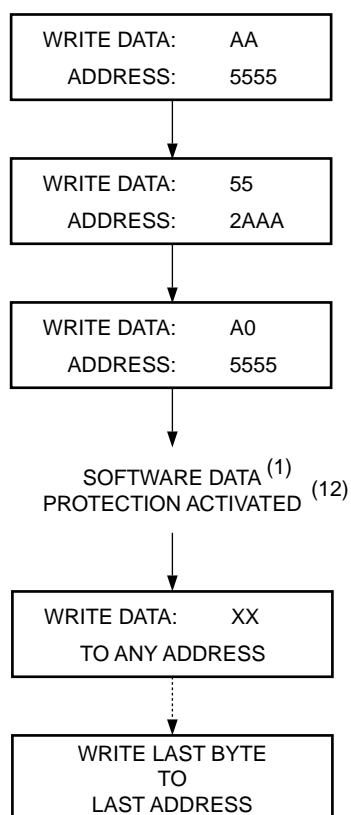 WRITE DATA: AA
ADDRESS: 5555
WRITE DATA: 55
ADDRESS: 2AAA
WRITE DATA: A0
ADDRESS: 5555
SOFTWARE DATA (1)
PROTECTION ACTIVATED (12)
WRITE DATA: XX
TO ANY ADDRESS
WRITE LAST BYTE
TO
LAST ADDRESS